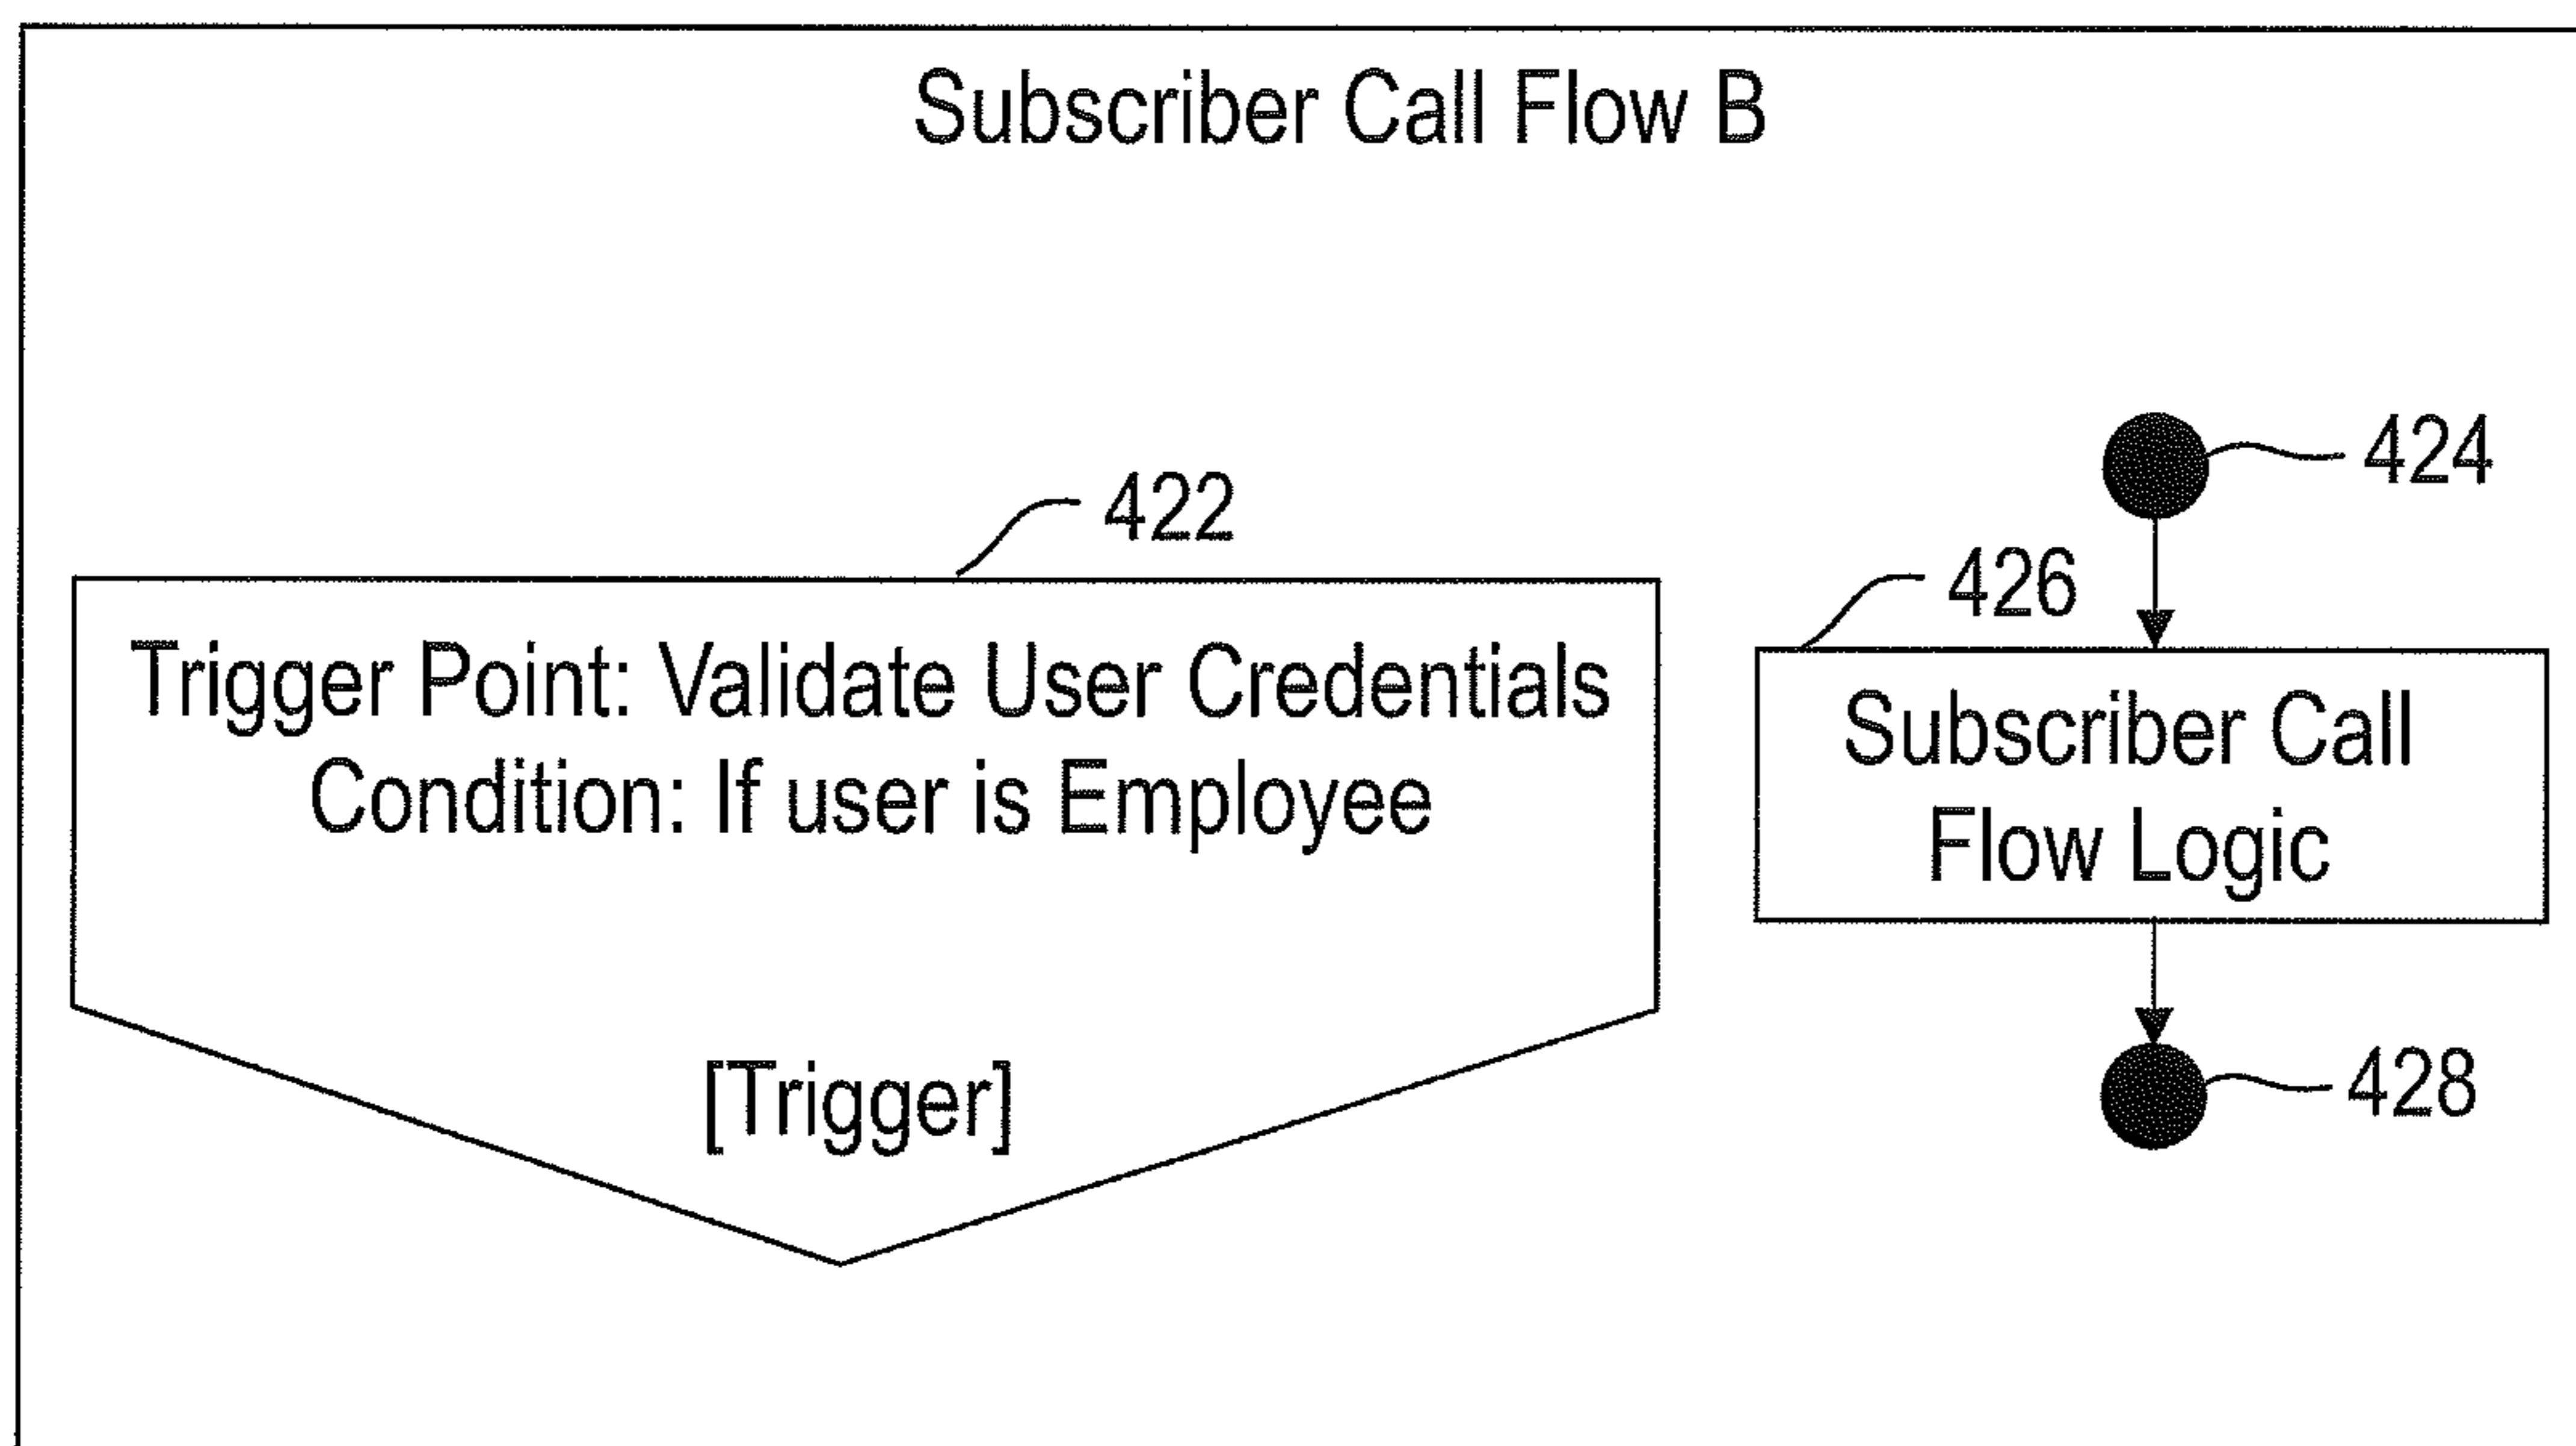 Subscriber Call Flow B
424
422
426
Trigger Point: Validate User Credentials
Condition: If user is Employee
Subscriber Call
Flow Logic
[Trigger]
428